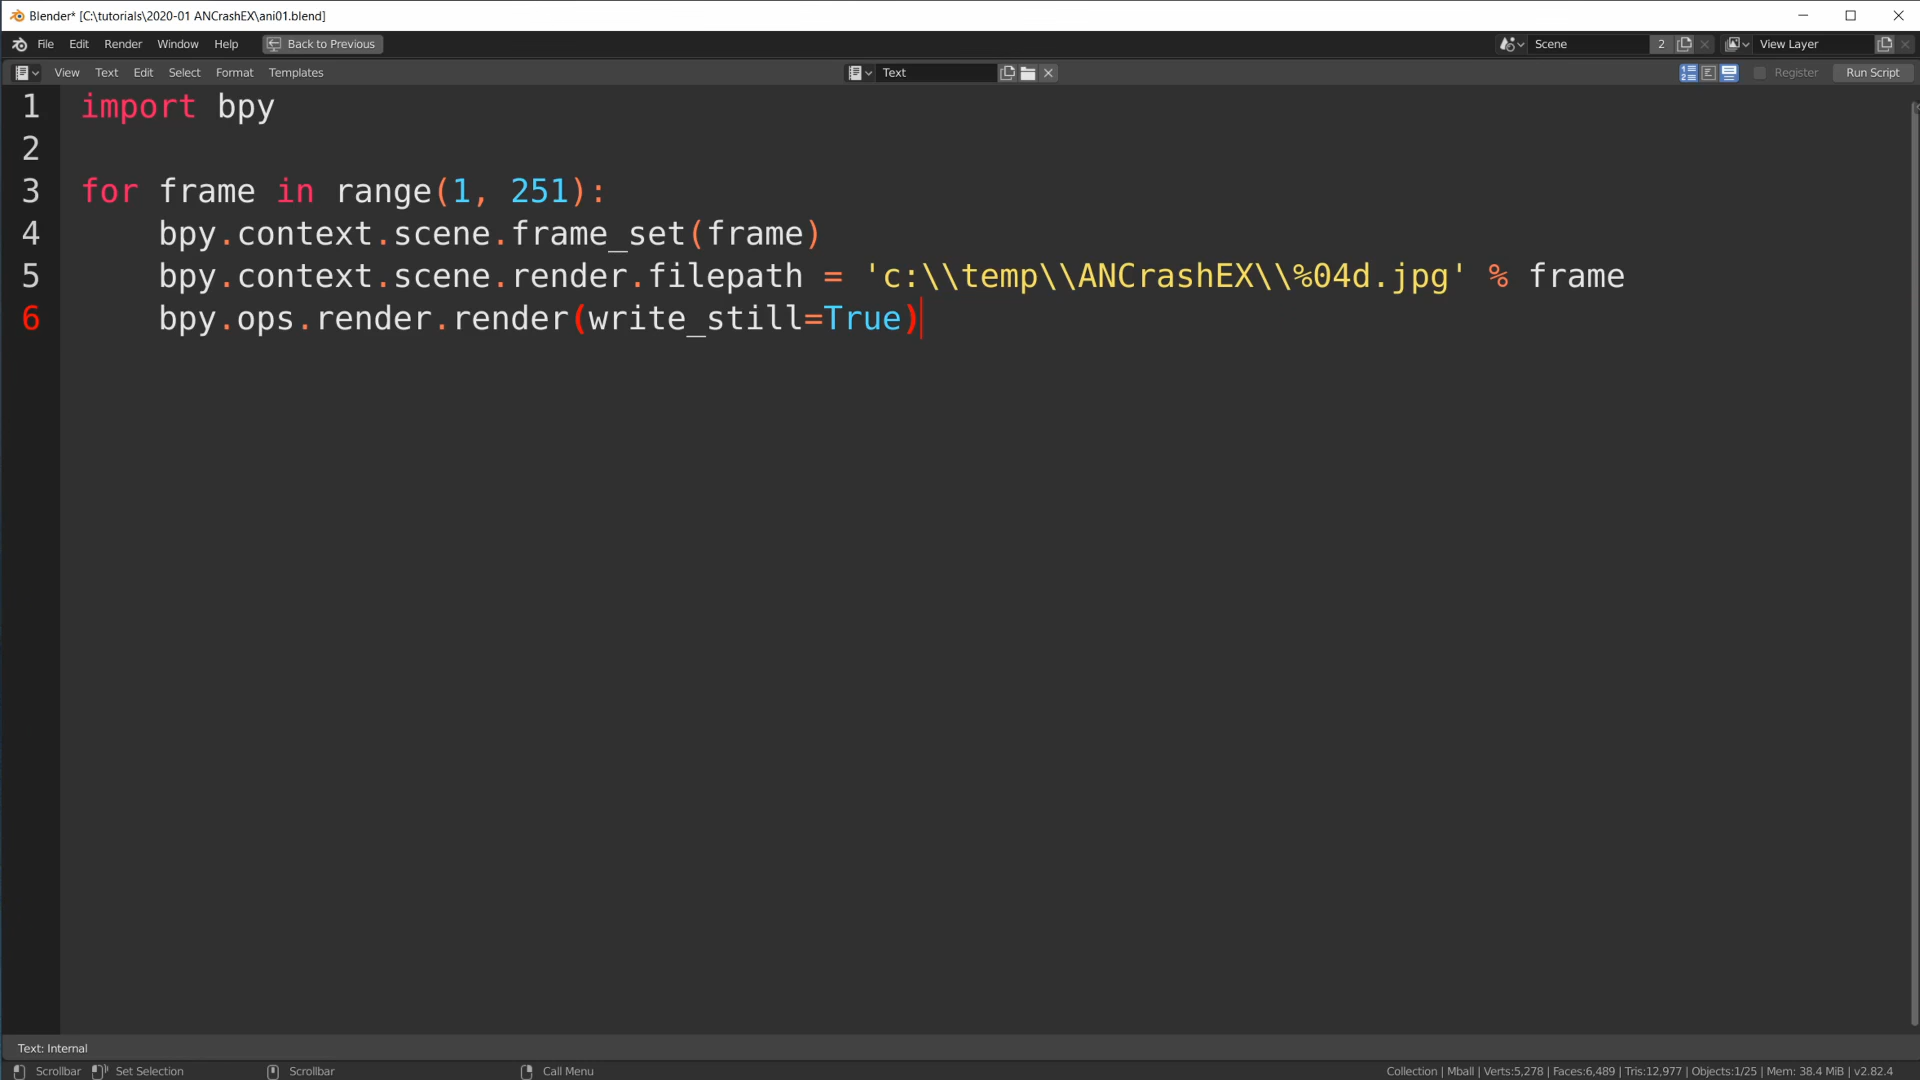 Blender* [C:\tutorials\2020-01 ANCrashEX\ani01.blend]
File Edit Render Window Help Back to Previous Scene 2 View Layer
View Text Edit Select Format Templates Text Register Run Script
1 import bpy
2
3 for frame in range(1, 251):
4 bpy.context.scene.frame_set(frame)
5 bpy.context.scene.render.filepath = 'c:\\temp\\ANCrashEX\\%04d.jpg' % frame
6 bpy.ops.render.render(write_still=True)
Text: Internal
Scrollbar Set Selection Scrollbar Call Menu Collection | Mball | Verts:5,278 | Faces:6,489 | Tris:12,977 | Objects:1/25 | Mem: 38.4 MiB | v2.82.4